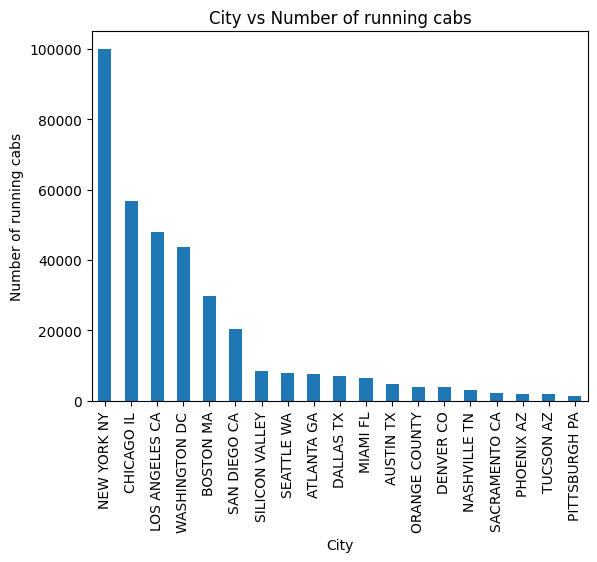 City vs Number of running cabs
Number of running cabs
100000
80000
60000
40000
20000
0
NEW YORK NY
CHICAGO IL
LOS ANGELES CA
WASHINGTON DC
BOSTON MA
SAN DIEGO CA
SILICON VALLEY
SEATTLE WA
ATLANTA GA
DALLAS TX
MIAMI FL
AUSTIN TX
ORANGE COUNTY
DENVER CO
NASHVILLE TN
SACRAMENTO CA
PHOENIX AZ
TUCSON AZ
PITTSBURGH PA
City